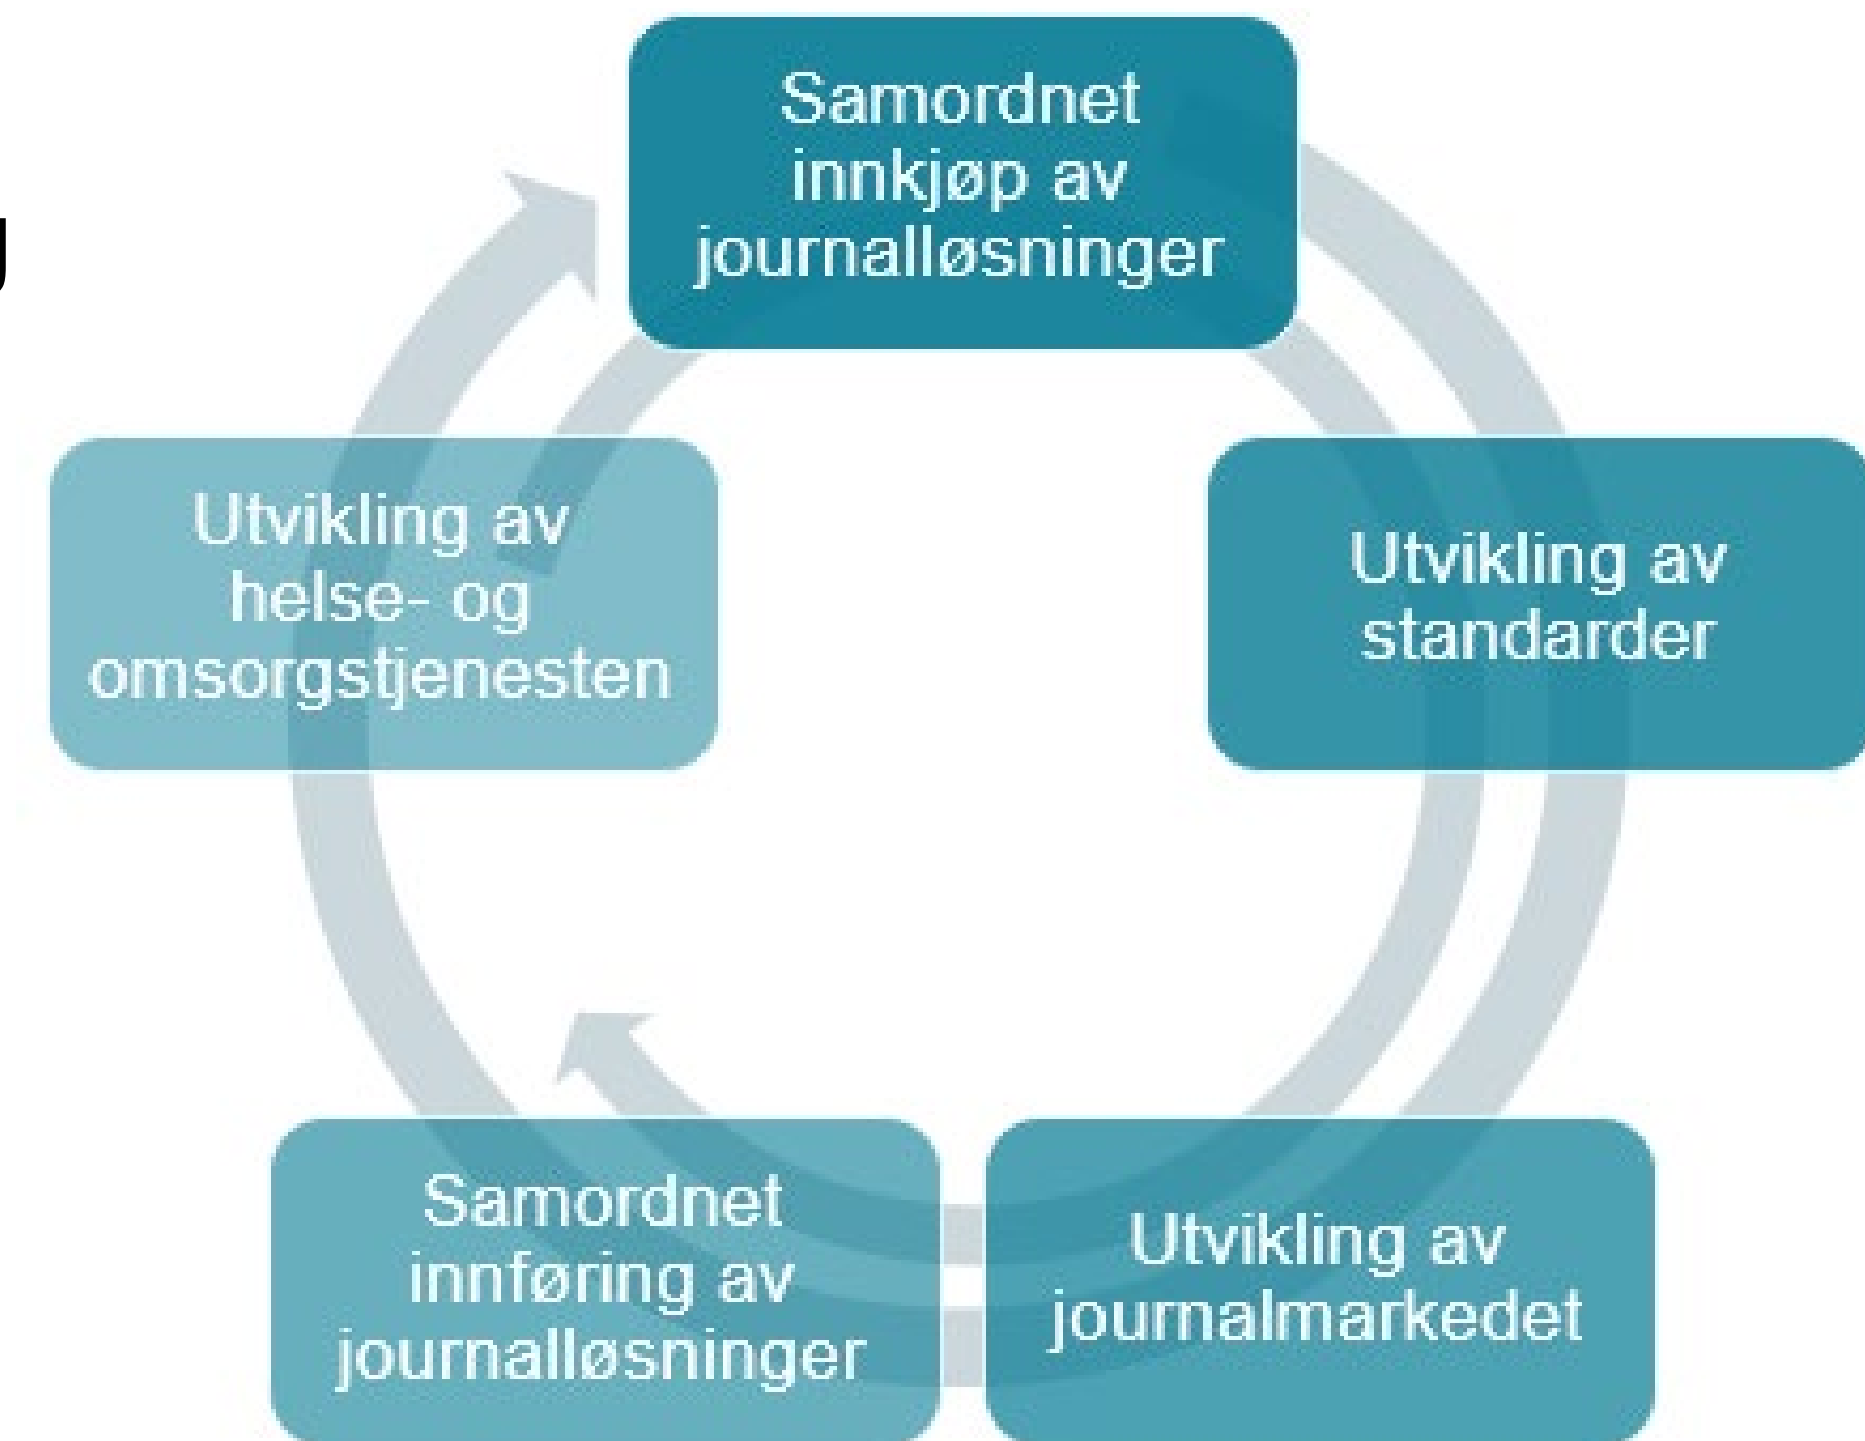 Samordnet
innkjøp av
journalløsninger
Utvikling av
standarder
Utvikling av
journalmarkedet
Samordnet
innføring av
journalløsninger
Utvikling av
helse- og
omsorgstjenesten